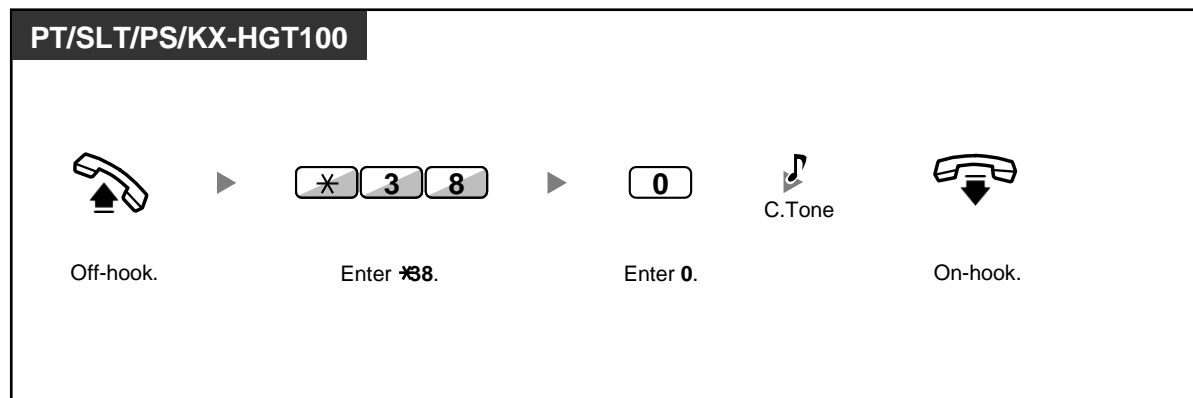 PT/SLT/PS/KX-HGT100
* 3 8 0
C.Tone
Off-hook. Enter *38. Enter 0. On-hook.